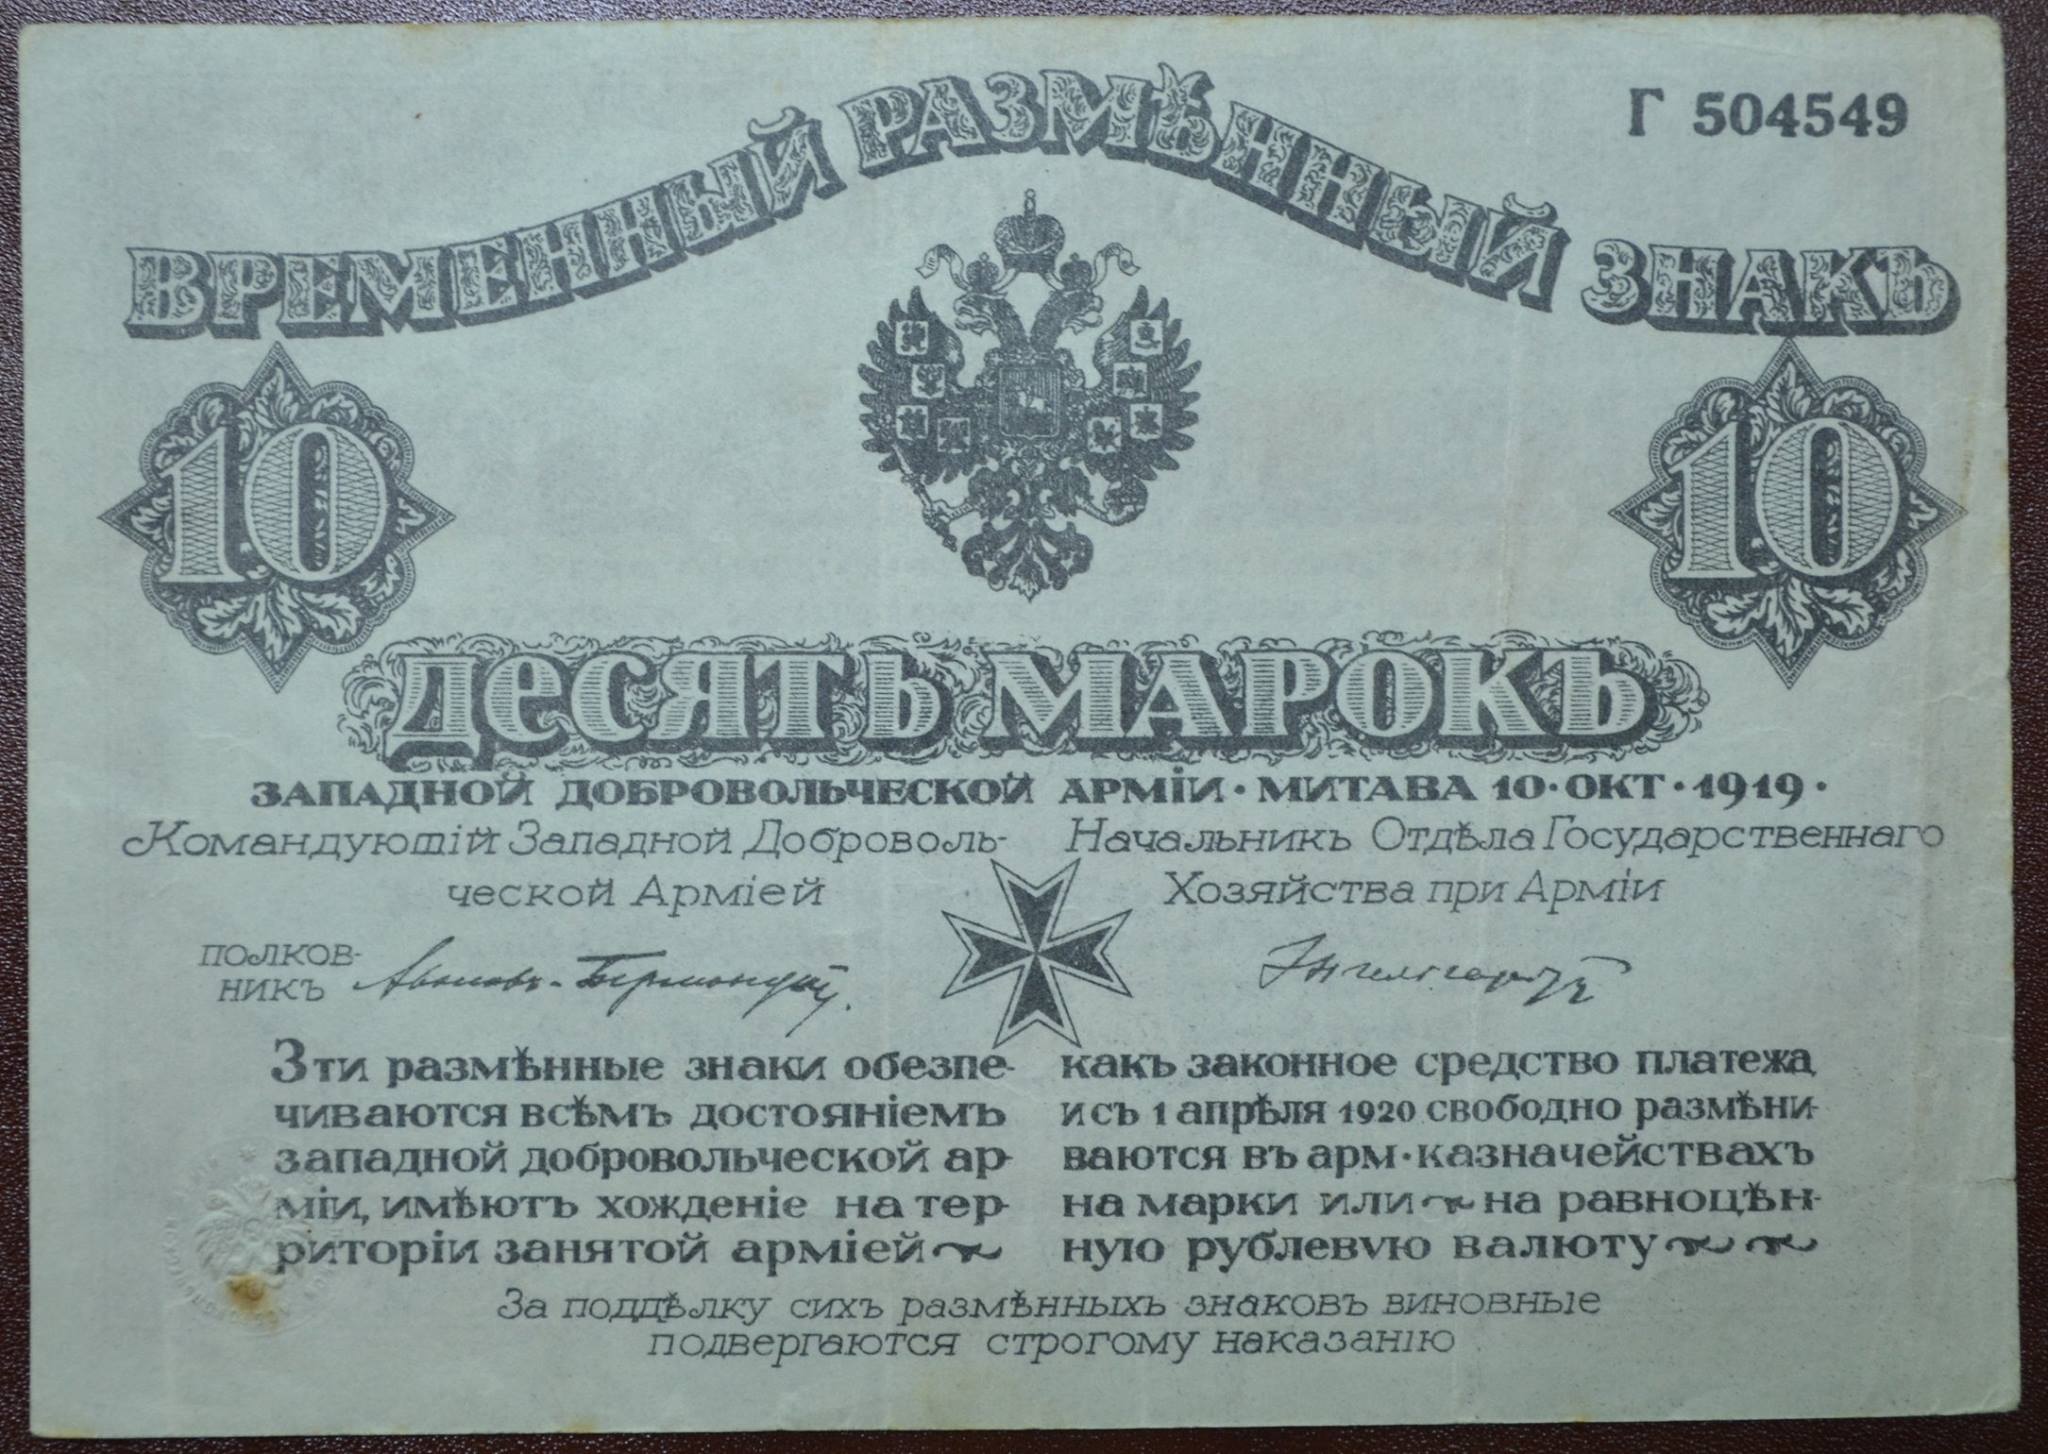 Г 504549
ВРЕМЕННЫЙ РАЗМѢННЫЙ ЗНАКЪ
10 10
ДЕСЯТЬ МАРОКЪ
ЗАПАДНОЙ ДОБРОВОЛЬЧЕСКОЙ АРМІИ · МИТАВА 10 · ОКТ · 1919 ·
Командующій Западной Доброволь-
ческой Арміей
полков-
никъ Аваловъ-Бермондтъ.
Начальникъ Отдѣла Государственнаго
Хозяйства при Арміи
Энгельгардтъ
Эти размѣнные знаки обезпе-
чиваются всѣмъ достояніемъ
западной добровольческой ар-
міи, имѣютъ хожденіе на тер-
риторіи занятой арміей
какъ законное средство платежа
и съ 1 апрѣля 1920 свободно размѣни-
ваются въ арм · казначействахъ
на марки или на равноцѣн-
ную рублевую валюту
За поддѣлку сихъ размѣнныхъ знаковъ виновные
подвергаются строгому наказанію